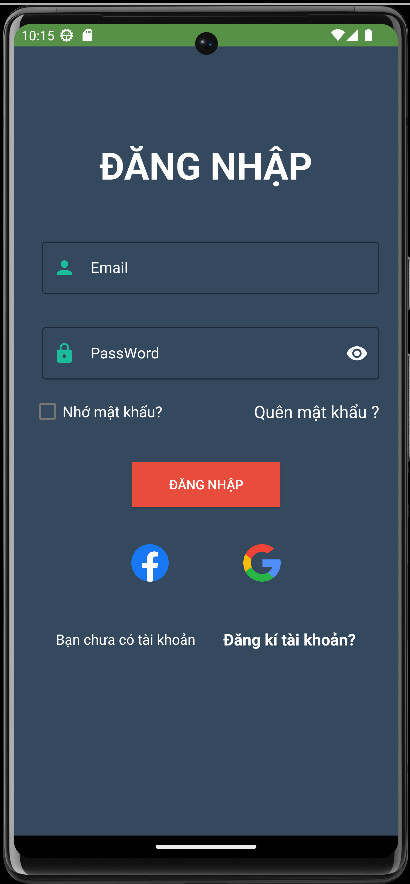 10:15
ĐĂNG NHẬP
Email
PassWord
Nhớ mật khẩu? Quên mật khẩu ?
ĐĂNG NHẬP
Bạn chưa có tài khoản Đăng kí tài khoản?